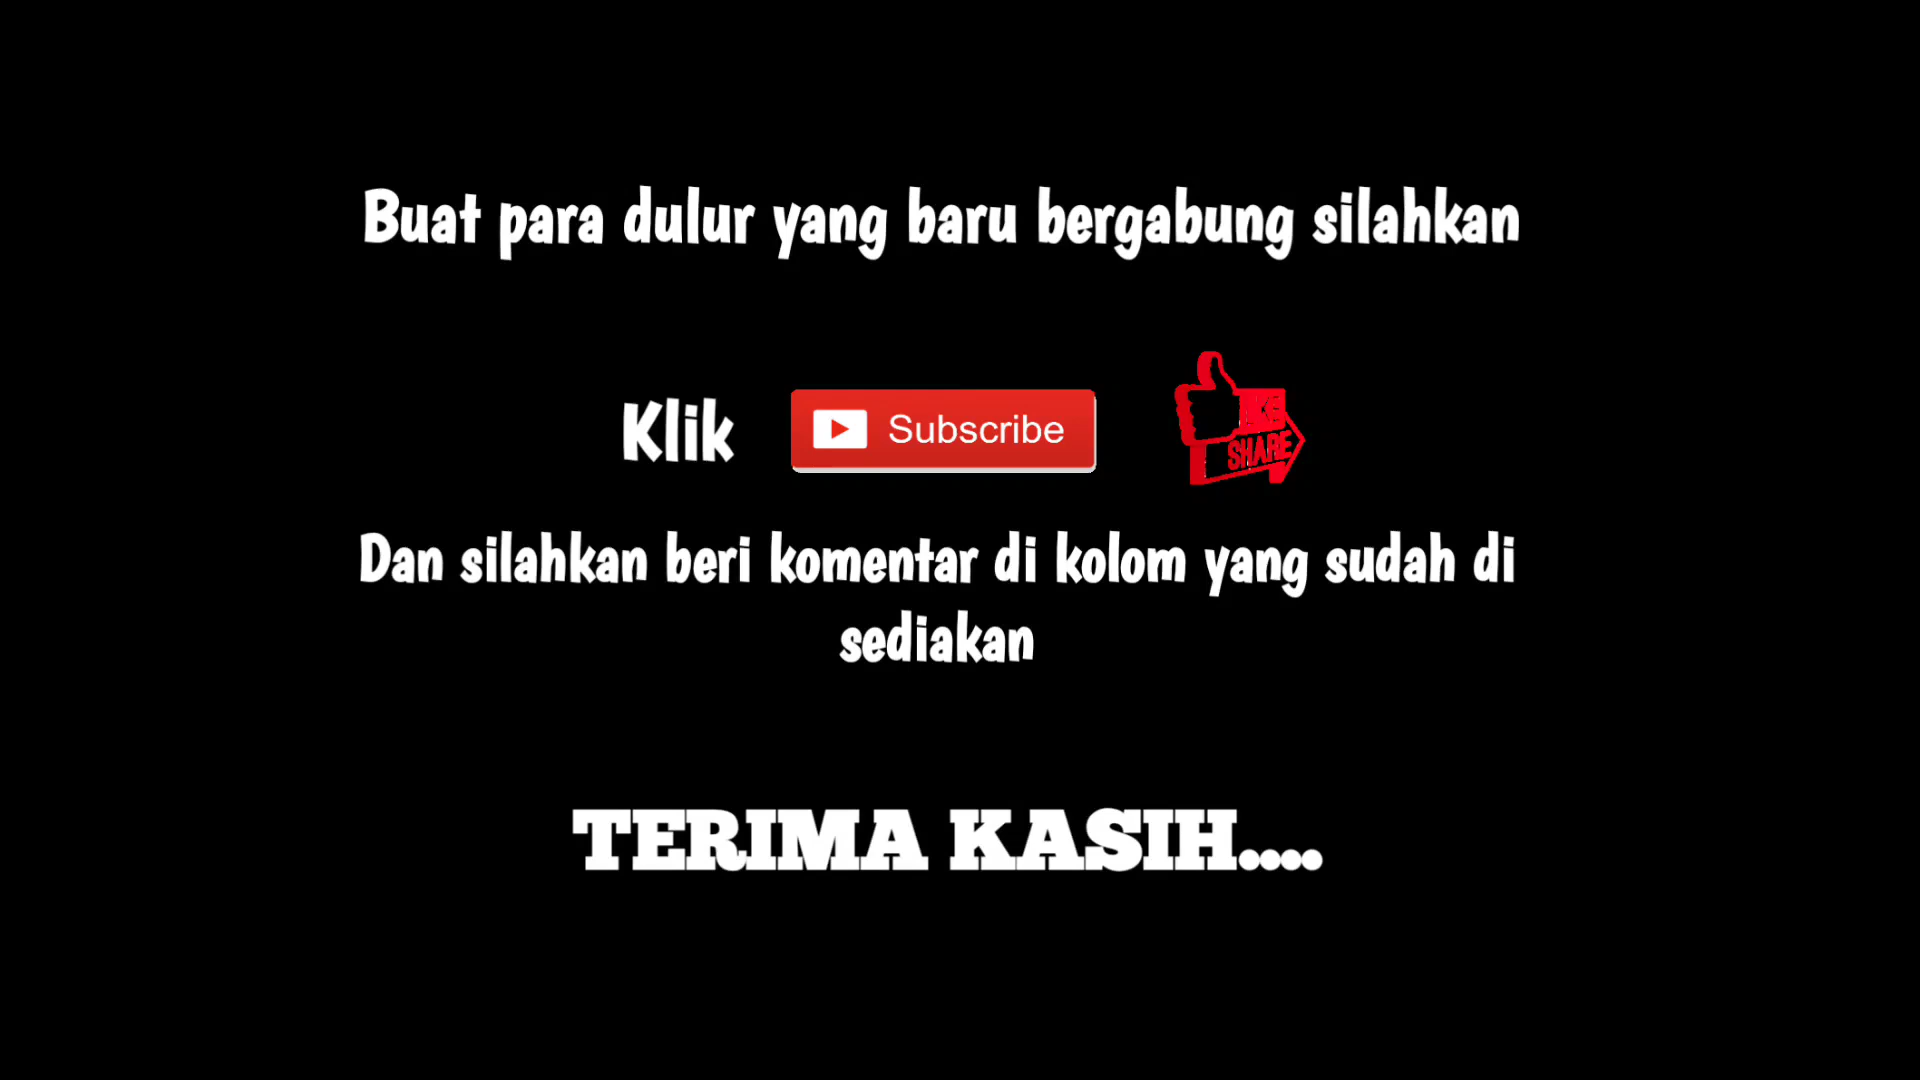 Buat para dulur yang baru bergabung silahkan
Klik Subscribe LIKE
SHARE
Dan silahkan beri komentar di kolom yang sudah di
sediakan
TERIMA KASIH....